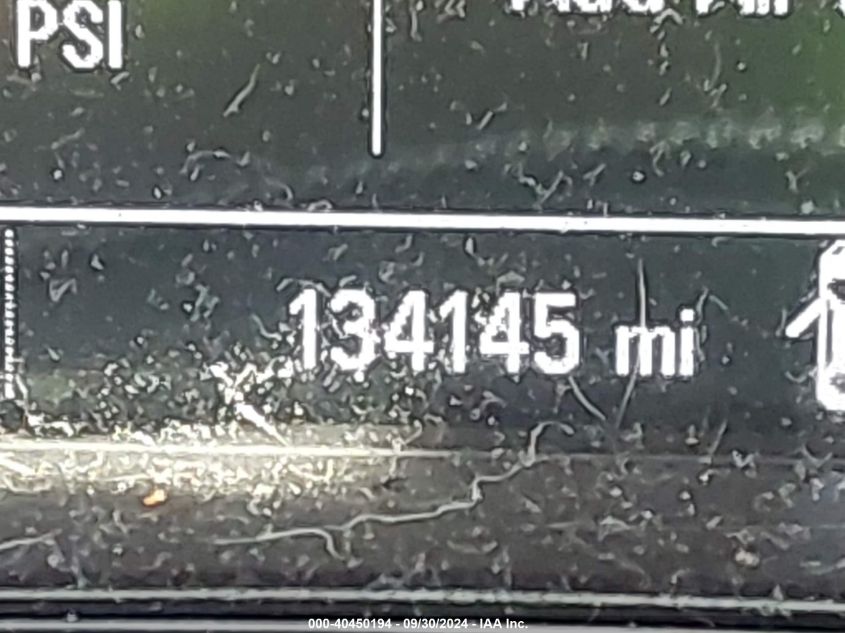 PSI
134145 mi
000-40450194 - 09/30/2024 - IAA Inc.